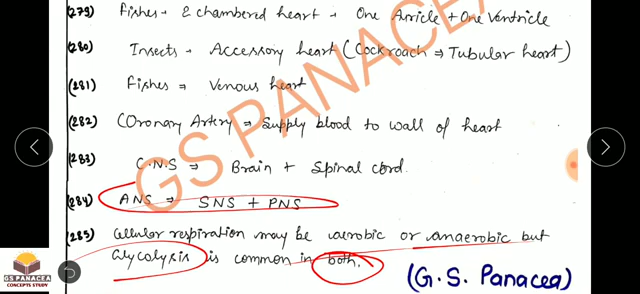 (279) Fishes → 2 chambered heart → One Auricle + One Ventricle
(280) Insects → Accessory heart (Cockroach ⇒ Tubular heart)
(281) Fishes ⇒ Venous heart
(282) Coronary Artery ⇒ Supply blood to wall of heart
(283) C.N.S ⇒ Brain + Spinal cord
(284) ANS ⇒ SNS + PNS
(285) Cellular respiration may be aerobic or anaerobic but
Glycolysis is common in both.
(G.S. Panacea)
GS PANACEA
GS PANACEA
CONCEPTS STUDY